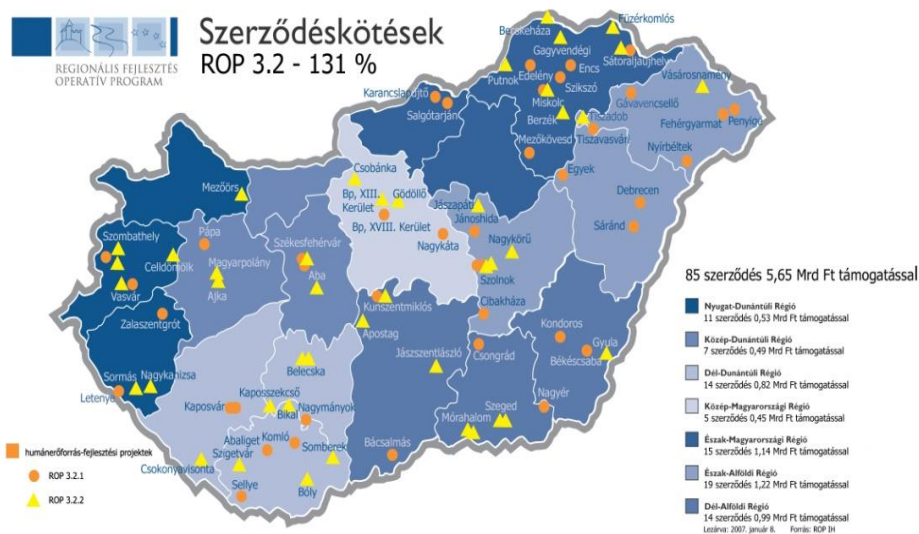 REGIONÁLIS FEJLESZTÉS
OPERATÍV PROGRAM
Szerződéskötések
ROP 3.2 - 131 %
Füzérkomlós
Becskeháza
Gagyvendégi
Sátoraljaújhely
Putnok
Edelény
Encs
Szikszó
Vásárosnamény
Karancslapujtő
Salgótarján
Miskolc
Gávavencsellő
Berzék
Tiszadob
Fehérgyarmat
Penyige
Mezőkövesd
Tiszavasvári
Nyírbéltek
Csobánka
Egyek
Mezőörs
Bp, XIII.
Kerület
Gödöllő
Jászapáti
Debrecen
Pápa
Bp, XVIII. Kerület
Jánoshida
Sáránd
Szombathely
Székesfehérvár
Nagykáta
Nagykörű
Celldömölk
Magyarpolány
Aba
Szolnok
Vasvár
Ajka
Kunszentmiklós
Cibakháza
Zalaszentgrót
Apostag
Kondoros
Gyula
Csongrád
Békéscsaba
Jászszentlászló
Belecska
Sormás
Nagykanizsa
Letenye
Kaposszekcső
Kaposvár
Bikal
Nagymányok
Szeged
Nagyér
Mórahalom
Abaliget
Komló
Szigetvár
Somberek
Bácsalmás
Csokonyavisonta
Sellye
Bóly
humánerőforrás-fejlesztési projektek
ROP 3.2.1
ROP 3.2.2
85 szerződés 5,65 Mrd Ft támogatással
Nyugat-Dunántúli Régió
11 szerződés 0,53 Mrd Ft támogatással
Közép-Dunántúli Régió
7 szerződés 0,49 Mrd Ft támogatással
Dél-Dunántúli Régió
14 szerződés 0,82 Mrd Ft támogatással
Közép-Magyarországi Régió
5 szerződés 0,45 Mrd Ft támogatással
Észak-Magyarországi Régió
15 szerződés 1,14 Mrd Ft támogatással
Észak-Alföldi Régió
19 szerződés 1,22 Mrd Ft támogatással
Dél-Alföldi Régió
14 szerződés 0,99 Mrd Ft támogatással
Lezárva: 2007. január 8. Forrás: ROP IH